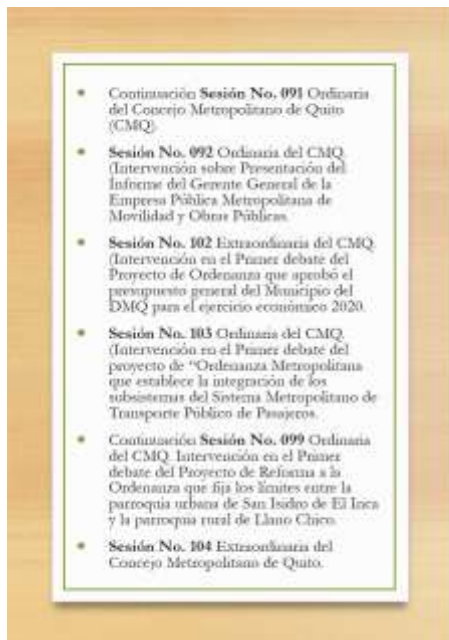 • Continuación Sesión No. 091 Ordinaria
del Concejo Metropolitano de Quito
(CMQ).
• Sesión No. 092 Ordinaria del CMQ.
(Intervención sobre Presentación del
Informe del Gerente General de la
Empresa Pública Metropolitana de
Movilidad y Obras Públicas.
• Sesión No. 102 Extraordinaria del CMQ.
(Intervención en el Primer debate del
Proyecto de Ordenanza que aprobó el
presupuesto general del Municipio del
DMQ para el ejercicio económico 2020.
• Sesión No. 103 Ordinaria del CMQ.
(Intervención en el Primer debate del
proyecto de “Ordenanza Metropolitana
que establece la integración de los
subsistemas del Sistema Metropolitano de
Transporte Público de Pasajeros.
• Continuación Sesión No. 099 Ordinaria
del CMQ. Intervención en el Primer
debate del Proyecto de Reforma a la
Ordenanza que fija los límites entre la
parroquia urbana de San Isidro de El Inca
y la parroquia rural de Llano Chico.
• Sesión No. 104 Extraordinaria del
Concejo Metropolitano de Quito.